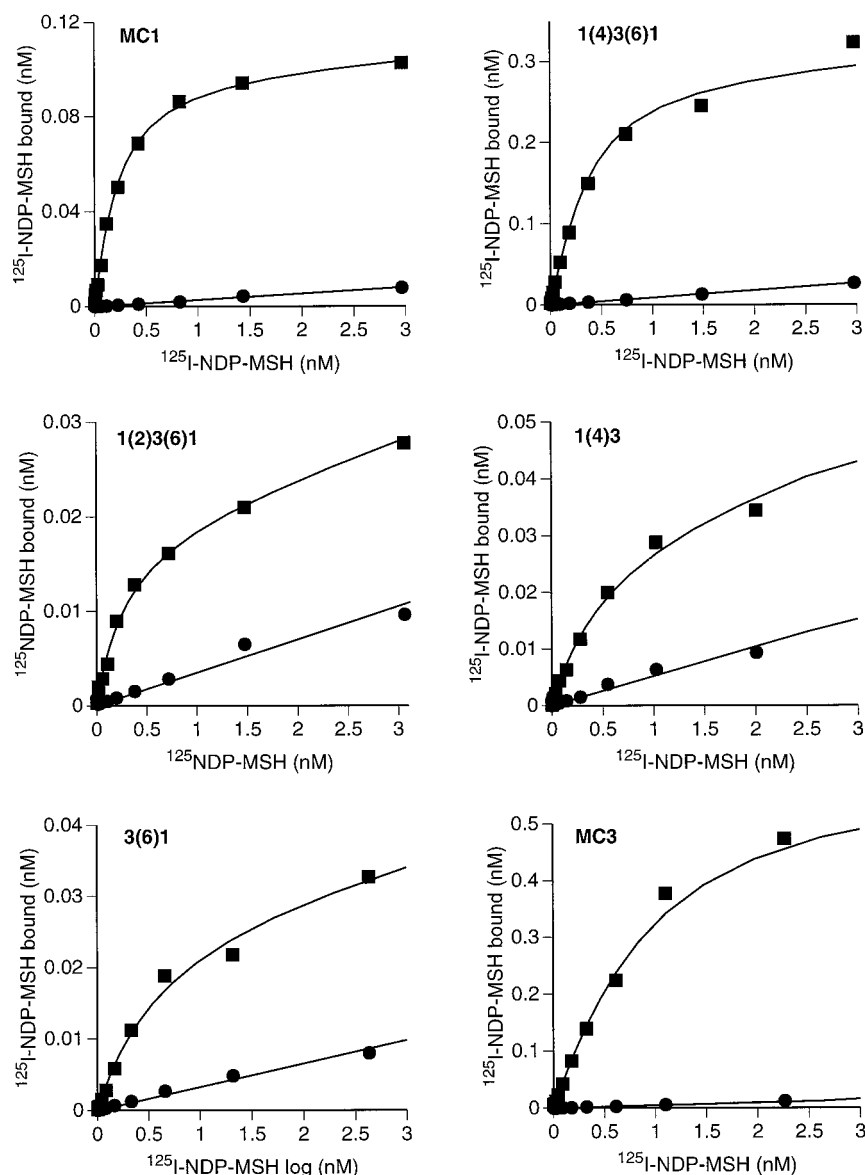 MC1
¹²⁵I-NDP-MSH bound (nM)
0.12
0.08
0.04
0
0 0.5 1 1.5 2 2.5 3
¹²⁵I-NDP-MSH (nM)
1(4)3(6)1
¹²⁵I-NDP-MSH bound (nM)
0.3
0.2
0.1
0
0 0.5 1 1.5 2 2.5 3
¹²⁵I-NDP-MSH (nM)
1(2)3(6)1
¹²⁵NDP-MSH bound (nM)
0.03
0.02
0.01
0
0 0.5 1 1.5 2 2.5 3
¹²⁵NDP-MSH (nM)
1(4)3
¹²⁵I-NDP-MSH bound (nM)
0.05
0.04
0.03
0.02
0.01
0
0 0.5 1 1.5 2 2.5 3
¹²⁵I-NDP-MSH (nM)
3(6)1
¹²⁵I-NDP-MSH bound (nM)
0.04
0.03
0.02
0.01
0
0 0.5 1 1.5 2 2.5 3
¹²⁵I-NDP-MSH log (nM)
MC3
¹²⁵I-NDP-MSH bound (nM)
0.5
0.4
0.3
0.2
0.1
0
0 0.5 1 1.5 2 2.5 3
¹²⁵I-NDP-MSH (nM)